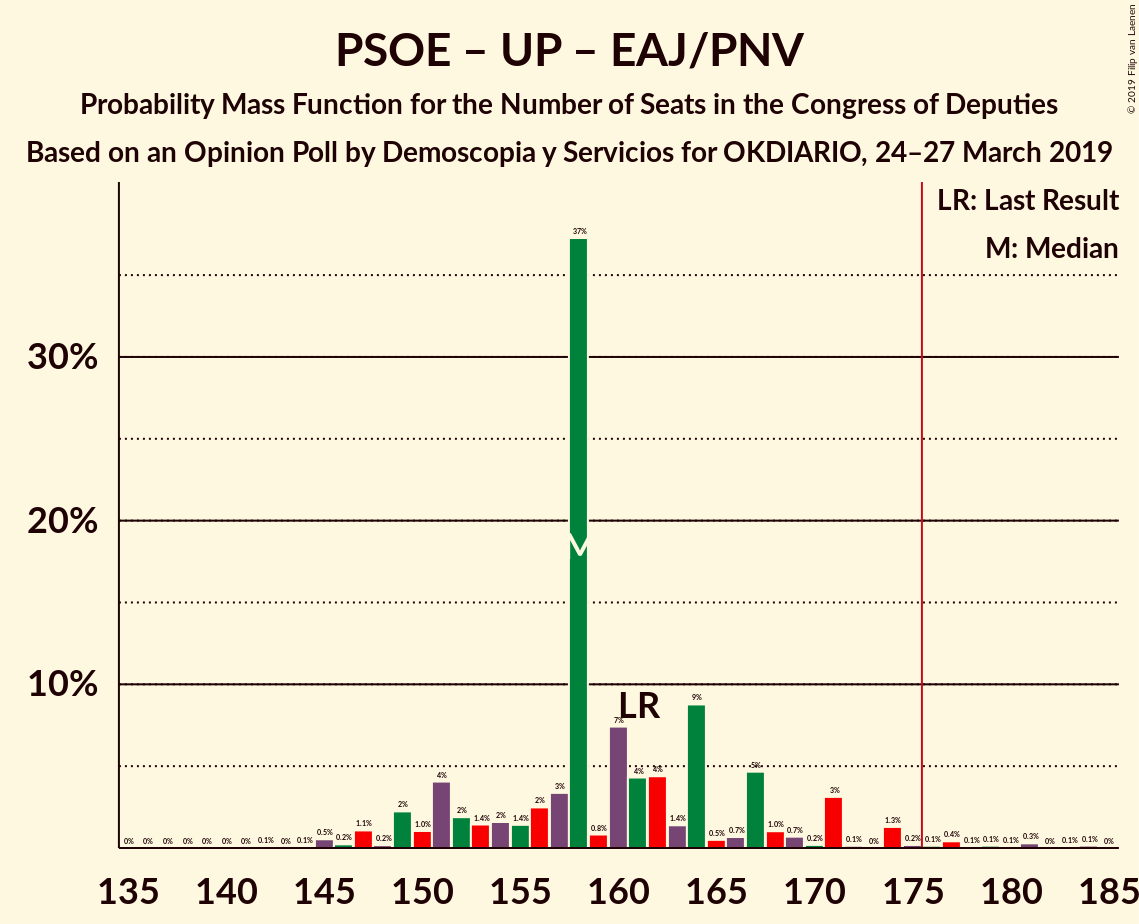 PSOE – UP – EAJ/PNV
Probability Mass Function for the Number of Seats in the Congress of Deputies
Based on an Opinion Poll by Demoscopia y Servicios for OKDIARIO, 24–27 March 2019
© 2019 Filip van Laenen
LR: Last Result
M: Median
30%
20%
10%
0% 0% 0% 0% 0% 0% 0% 0.1% 0% 0.1% 0.5% 0.2% 1.1% 0.2% 2% 1.0% 4% 2% 1.4% 2% 1.4% 2% 3% 37% 0.8% 7% 4% 4% 1.4% 9% 0.5% 0.7% 5% 1.0% 0.7% 0.2% 3% 0.1% 0% 1.3% 0.2% 0.1% 0.4% 0.1% 0.1% 0.1% 0.3% 0% 0.1% 0.1% 0%
M
LR
135 140 145 150 155 160 165 170 175 180 185